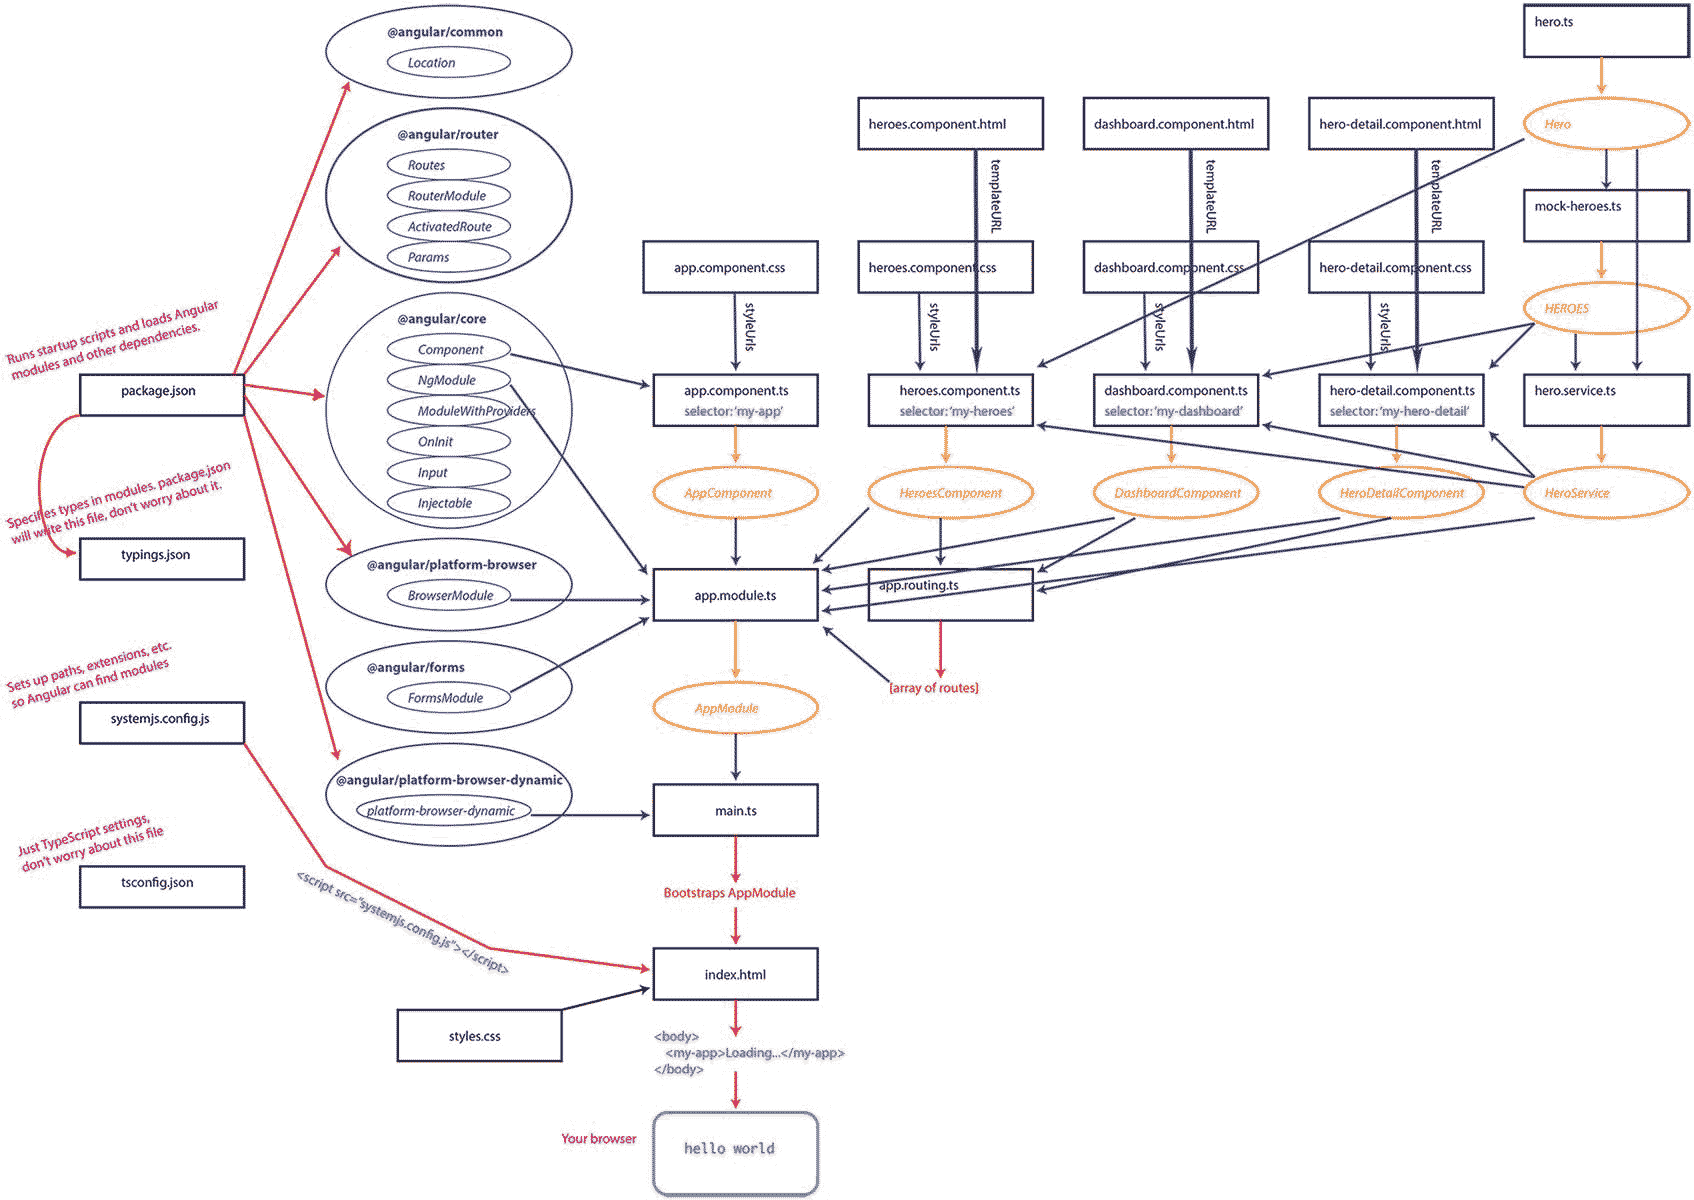 @angular/common
Location
@angular/router
Routes
RouterModule
ActivatedRoute
Params
@angular/core
Component
NgModule
ModuleWithProviders
OnInit
Input
Injectable
@angular/platform-browser
BrowserModule
@angular/forms
FormsModule
@angular/platform-browser-dynamic
platform-browser-dynamic
Runs startup scripts and loads Angular
modules and other dependencies.
package.json
Specifies types in modules. package.json
will write this file, don't worry about it.
typings.json
Sets up paths, extensions, etc.
so Angular can find modules
systemjs.config.js
Just TypeScript settings,
don't worry about this file
tsconfig.json
<script src="systemjs.config.js"></script>
styles.css
app.component.css
styleUrls
app.component.ts
selector: 'my-app'
AppComponent
app.module.ts
AppModule
main.ts
Bootstraps AppModule
index.html
<body>
<my-app>Loading...</my-app>
</body>
Your browser
hello world
heroes.component.html
templateURL
heroes.component.css
styleUrls
heroes.component.ts
selector: 'my-heroes'
HeroesComponent
app.routing.ts
[array of routes]
dashboard.component.html
templateURL
dashboard.component.css
styleUrls
dashboard.component.ts
selector: 'my-dashboard'
DashboardComponent
hero-detail.component.html
templateURL
hero-detail.component.css
styleUrls
hero-detail.component.ts
selector: 'my-hero-detail'
HeroDetailComponent
hero.ts
Hero
mock-heroes.ts
HEROES
hero.service.ts
HeroService